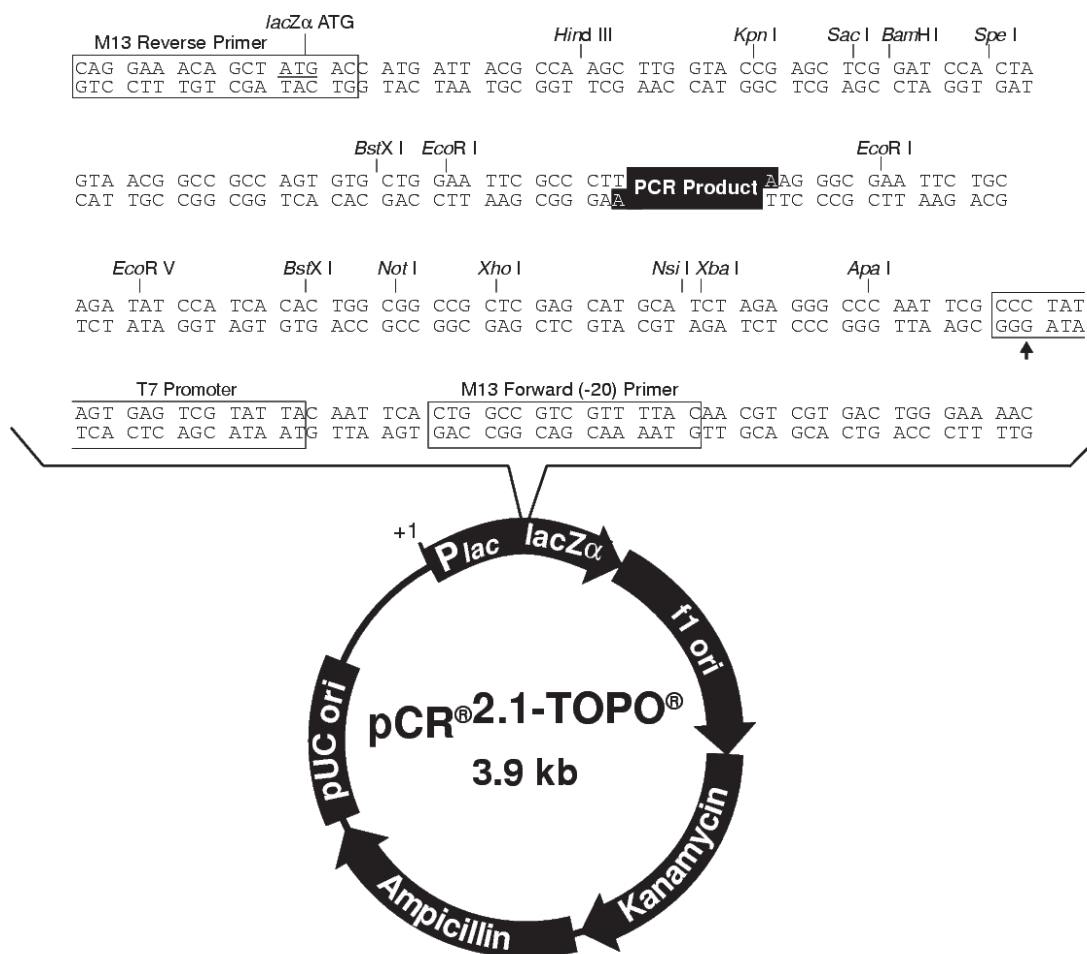 lacZα ATG
M13 Reverse Primer
Hind III Kpn I Sac I BamH I Spe I
CAG GAA ACA GCT ATG ACC ATG ATT ACG CCA AGC TTG GTA CCG AGC TCG GAT CCA CTA
GTC CTT TGT CGA TAC TGG TAC TAA TGC GGT TCG AAC CAT GGC TCG AGC CTA GGT GAT
BstX I EcoR I EcoR I
GTA ACG GCC GCC AGT GTG CTG GAA TTC GCC CTT PCR Product AAG GGC GAA TTC TGC
CAT TGC CGG CGG TCA CAC GAC CTT AAG CGG GAA TTC CCG CTT AAG ACG
EcoR V BstX I Not I Xho I Nsi I Xba I Apa I
AGA TAT CCA TCA CAC TGG CGG CCG CTC GAG CAT GCA TCT AGA GGG CCC AAT TCG CCC TAT
TCT ATA GGT AGT GTG ACC GCC GGC GAG CTC GTA CGT AGA TCT CCC GGG TTA AGC GGG ATA
T7 Promoter M13 Forward (-20) Primer
AGT GAG TCG TAT TAC AAT TCA CTG GCC GTC GTT TTA CAA CGT CGT GAC TGG GAA AAC
TCA CTC AGC ATA ATG TTA AGT GAC CGG CAG CAA AAT GTT GCA GCA CTG ACC CTT TTG
+1
Plac lacZα
f1 ori
Kanamycin
Ampicillin
pUC ori
pCR®2.1-TOPO®
3.9 kb